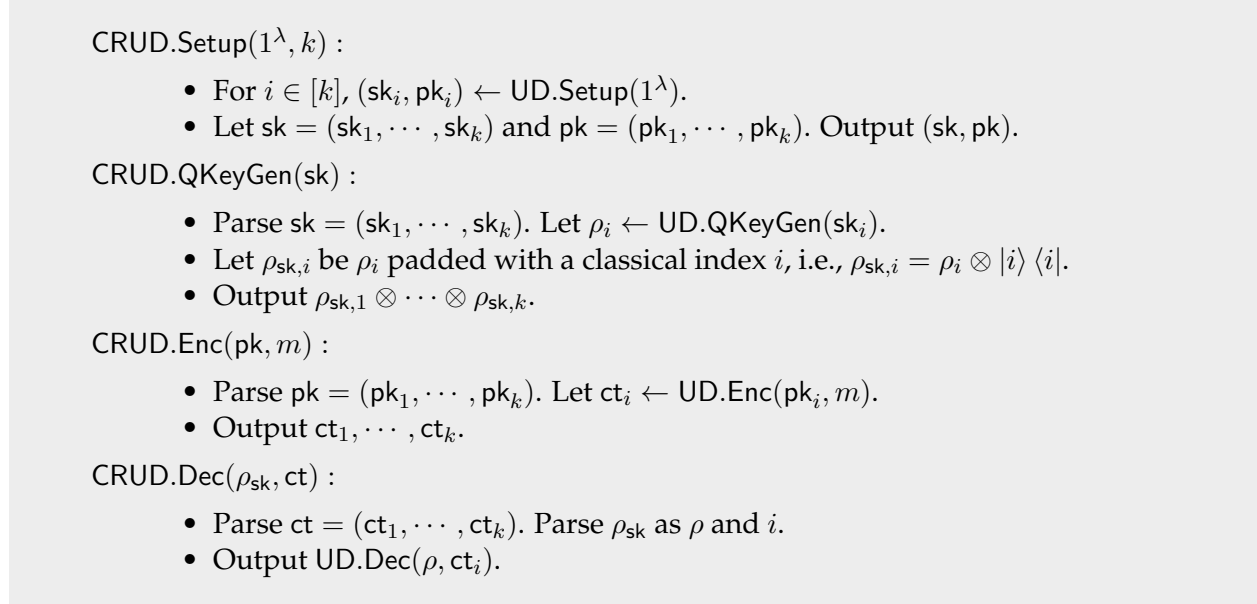 CRUD.Setup(1^λ, k) :
• For i ∈ [k], (sk_i, pk_i) ← UD.Setup(1^λ).
• Let sk = (sk_1, ⋯ , sk_k) and pk = (pk_1, ⋯ , pk_k). Output (sk, pk).
CRUD.QKeyGen(sk) :
• Parse sk = (sk_1, ⋯ , sk_k). Let ρ_i ← UD.QKeyGen(sk_i).
• Let ρ_{sk,i} be ρ_i padded with a classical index i, i.e., ρ_{sk,i} = ρ_i ⊗ |i⟩ ⟨i|.
• Output ρ_{sk,1} ⊗ ⋯ ⊗ ρ_{sk,k}.
CRUD.Enc(pk, m) :
• Parse pk = (pk_1, ⋯ , pk_k). Let ct_i ← UD.Enc(pk_i, m).
• Output ct_1, ⋯ , ct_k.
CRUD.Dec(ρ_sk, ct) :
• Parse ct = (ct_1, ⋯ , ct_k). Parse ρ_sk as ρ and i.
• Output UD.Dec(ρ, ct_i).